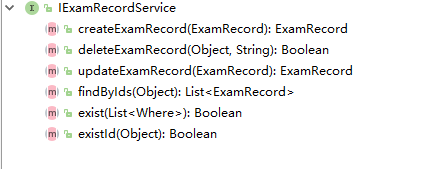 IExamRecordService
createExamRecord(ExamRecord): ExamRecord
deleteExamRecord(Object, String): Boolean
updateExamRecord(ExamRecord): ExamRecord
findByIds(Object): List<ExamRecord>
exist(List<Where>): Boolean
existId(Object): Boolean